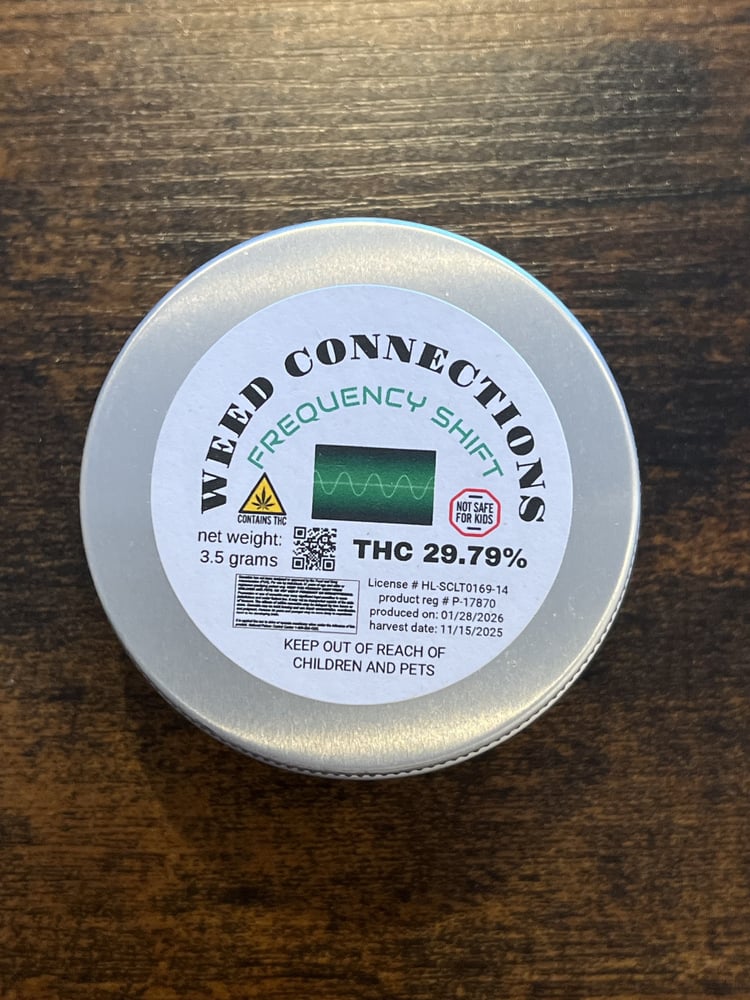 WEED CONNECTIONS
FREQUENCY SHIFT
CONTAINS THC
NOT SAFE
FOR KIDS
net weight:
3.5 grams
THC 29.79%
License # HL-SCLT0169-14
product reg # P-17870
produced on: 01/28/2026
harvest date: 11/15/2025
KEEP OUT OF REACH OF
CHILDREN AND PETS